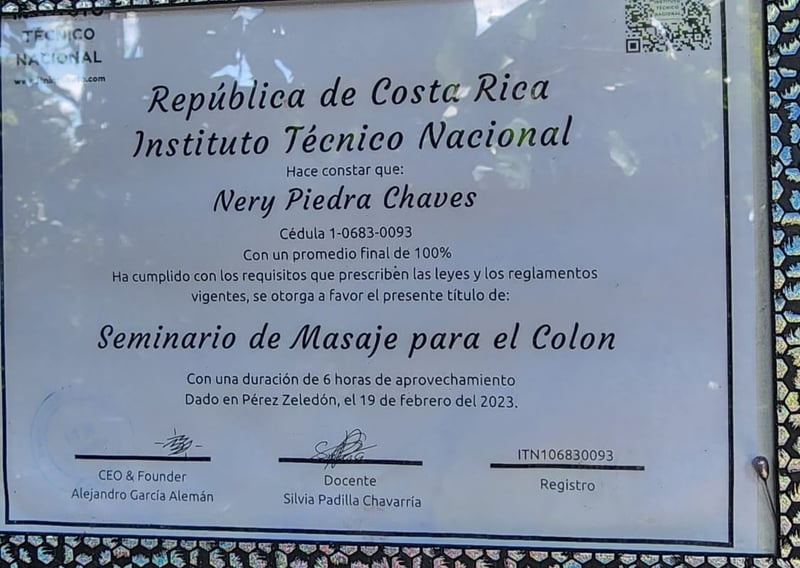 TÉCNICO
NACIONAL
República de Costa Rica
Instituto Técnico Nacional
Hace constar que:
Nery Piedra Chaves
Cédula 1-0683-0093
Con un promedio final de 100%
Ha cumplido con los requisitos que prescriben las leyes y los reglamentos
vigentes, se otorga a favor el presente título de:
Seminario de Masaje para el Colon
Con una duración de 6 horas de aprovechamiento
Dado en Pérez Zeledón, el 19 de febrero del 2023.
ITN106830093
CEO & Founder
Alejandro García Alemán
Docente
Silvia Padilla Chavarría
Registro